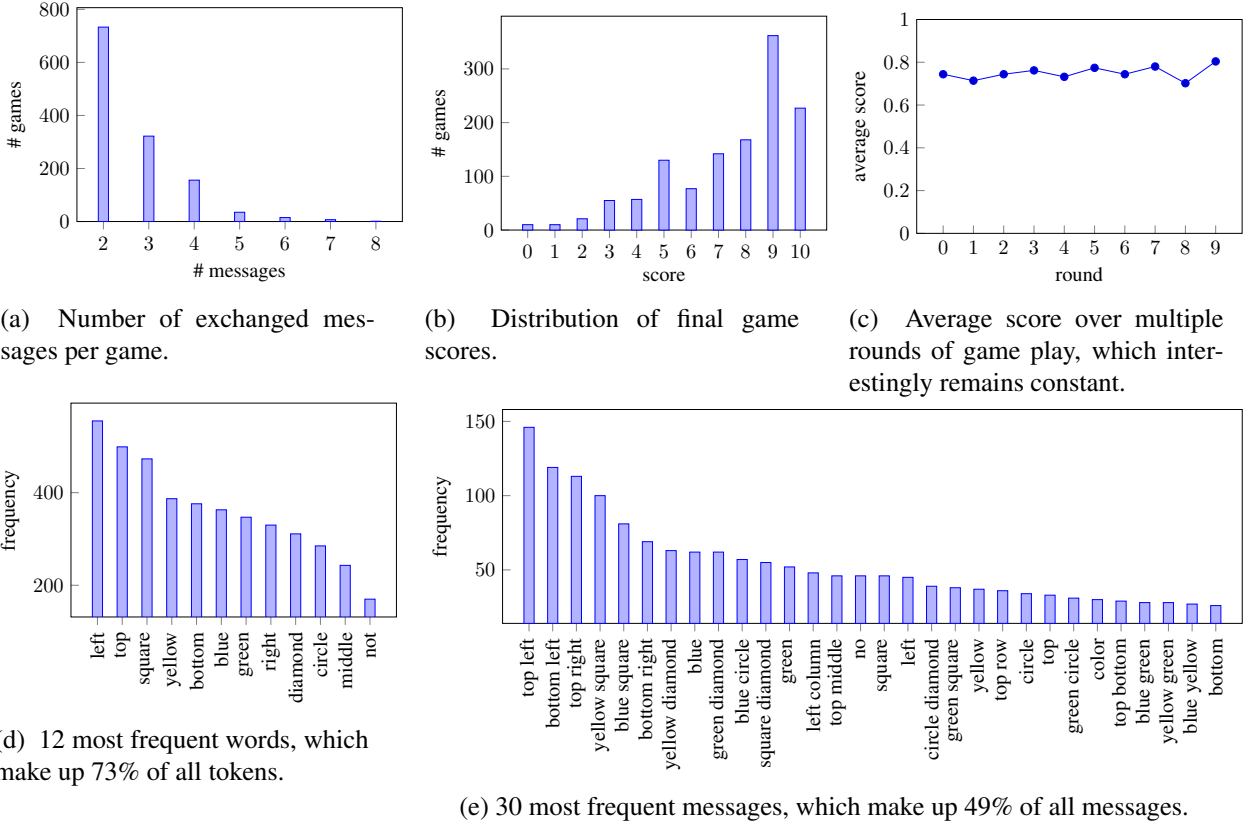 800
600
400
200
0
# games
2 3 4 5 6 7 8
# messages
(a) Number of exchanged mes-
sages per game.
300
200
100
0
# games
0 1 2 3 4 5 6 7 8 9 10
score
(b) Distribution of final game
scores.
1
0.8
0.6
0.4
0.2
0
average score
0 1 2 3 4 5 6 7 8 9
round
(c) Average score over multiple
rounds of game play, which inter-
estingly remains constant.
400
200
frequency
left
top
square
yellow
bottom
blue
green
right
diamond
circle
middle
not
(d) 12 most frequent words, which
make up 73% of all tokens.
150
100
50
frequency
top left
bottom left
top right
yellow square
blue square
bottom right
yellow diamond
blue
green diamond
blue circle
square diamond
green
left column
top middle
no
square
left
circle diamond
green square
yellow
top row
circle
top
green circle
color
top bottom
blue green
yellow green
blue yellow
bottom
(e) 30 most frequent messages, which make up 49% of all messages.